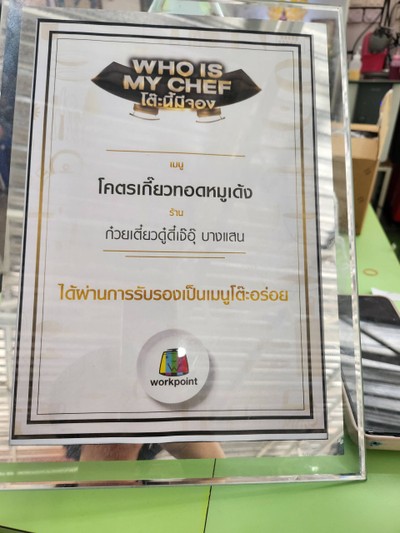 WHO IS
MY CHEF
โต๊ะนี้มีจอง
เมนู
โคตรเกี๊ยวทอดหมูเด้ง
ร้าน
ก๋วยเตี๋ยวตู๋ตี๋เจ๊อุ๊ บางแสน
ได้ผ่านการรับรองเป็นเมนูโต๊ะอร่อย
workpoint